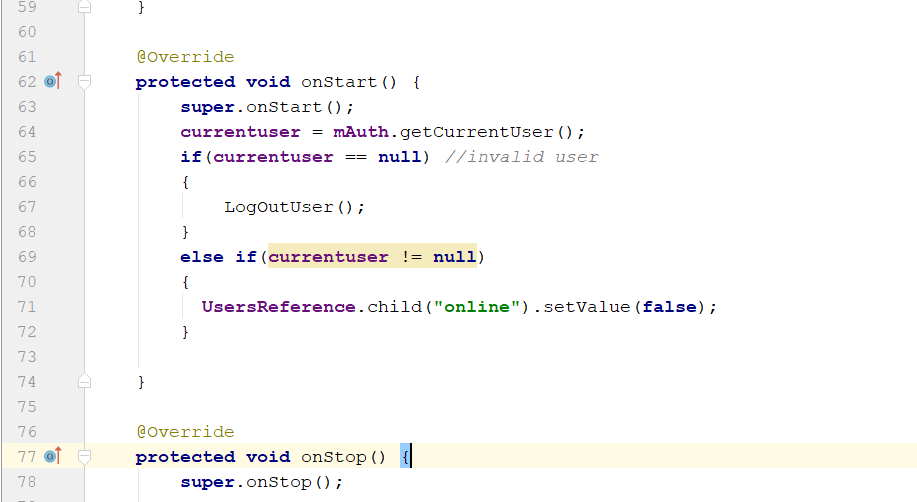 59 }
60
61 @Override
62 protected void onStart() {
63 super.onStart();
64 currentuser = mAuth.getCurrentUser();
65 if(currentuser == null) //invalid user
66 {
67 LogOutUser();
68 }
69 else if(currentuser != null)
70 {
71 UsersReference.child("online").setValue(false);
72 }
73
74 }
75
76 @Override
77 protected void onStop() {
78 super.onStop();